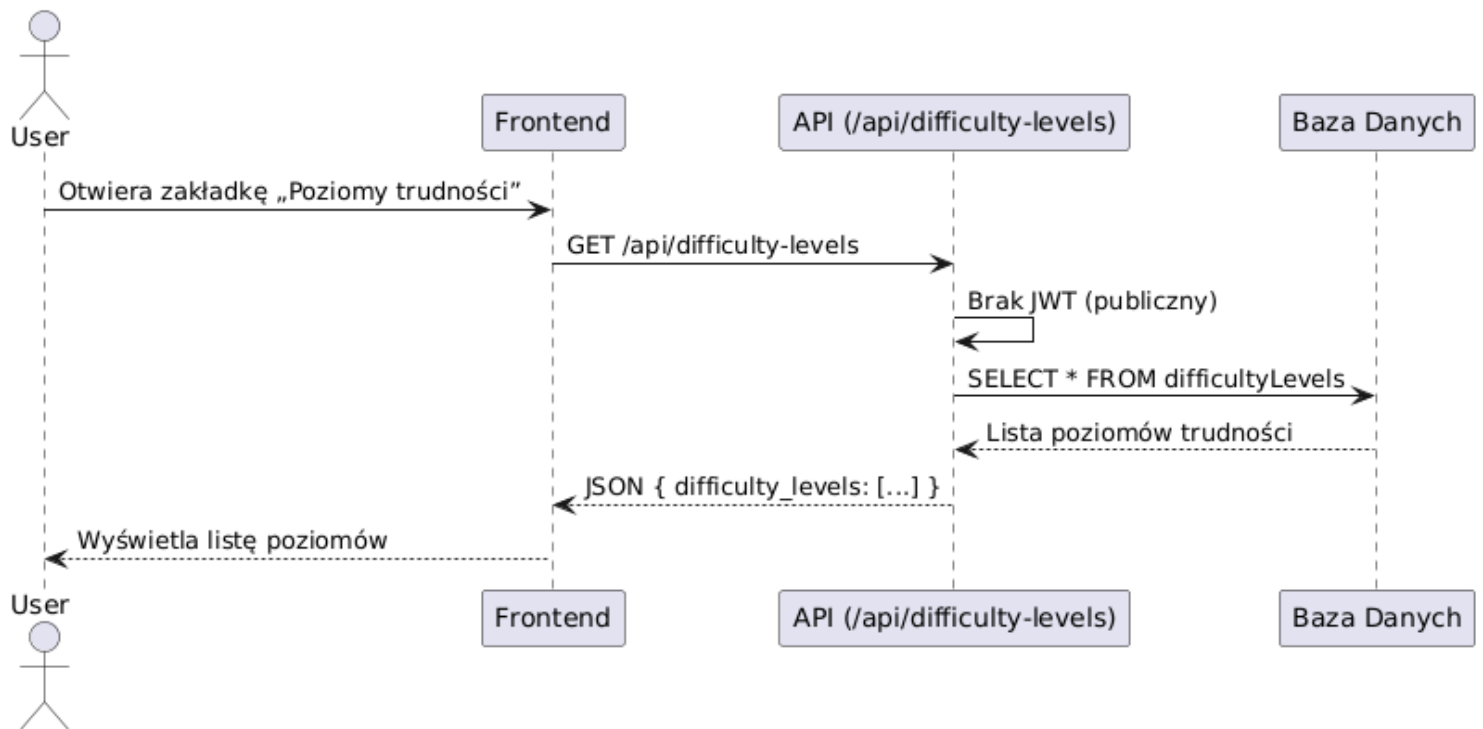 User
Frontend
API (/api/difficulty-levels)
Baza Danych
Otwiera zakładkę „Poziomy trudności”
GET /api/difficulty-levels
Brak JWT (publiczny)
SELECT * FROM difficultyLevels
Lista poziomów trudności
JSON { difficulty_levels: [...] }
Wyświetla listę poziomów
User
Frontend
API (/api/difficulty-levels)
Baza Danych